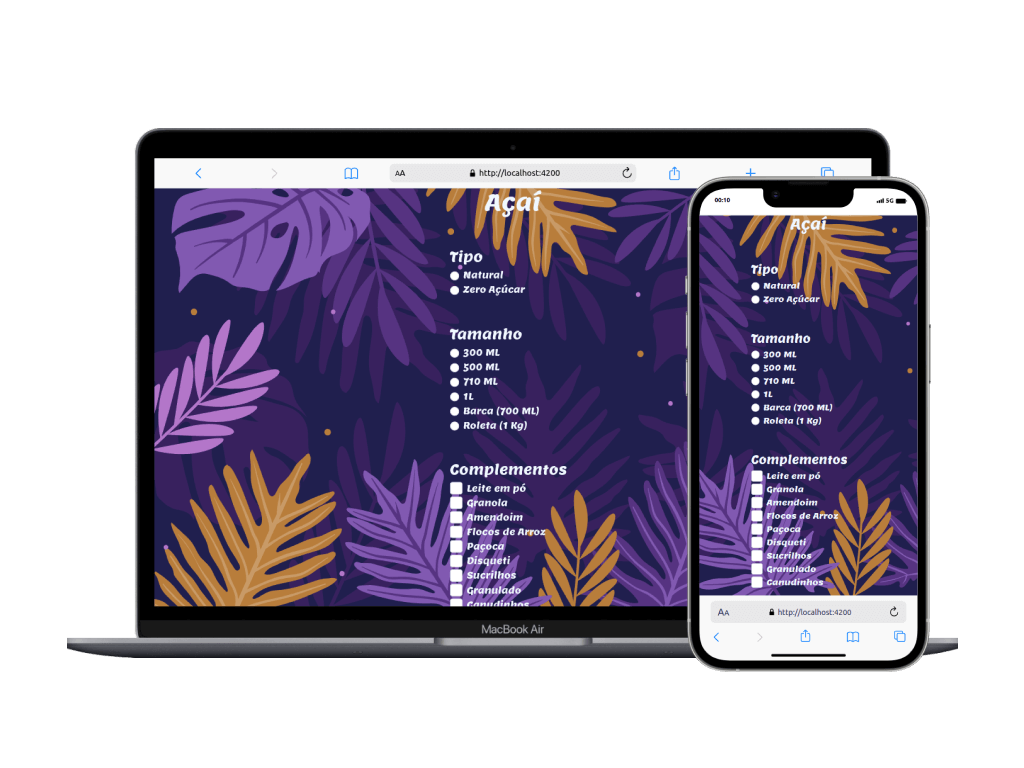 AA
http://localhost:4200
Açaí
Tipo
Natural
Zero Açúcar
Tamanho
300 ML
500 ML
710 ML
1L
Barca (700 ML)
Roleta (1 Kg)
Complementos
Leite em pó
Granola
Amendoim
Flocos de Arroz
Paçoca
Disqueti
Sucrilhos
Granulado
Canudinhos
MacBook Air
00:10
5G
Açaí
Tipo
Natural
Zero Açúcar
Tamanho
300 ML
500 ML
710 ML
1L
Barca (700 ML)
Roleta (1 Kg)
Complementos
Leite em pó
Granola
Amendoim
Flocos de Arroz
Paçoca
Disqueti
Sucrilhos
Granulado
Canudinhos
AA
http://localhost:4200